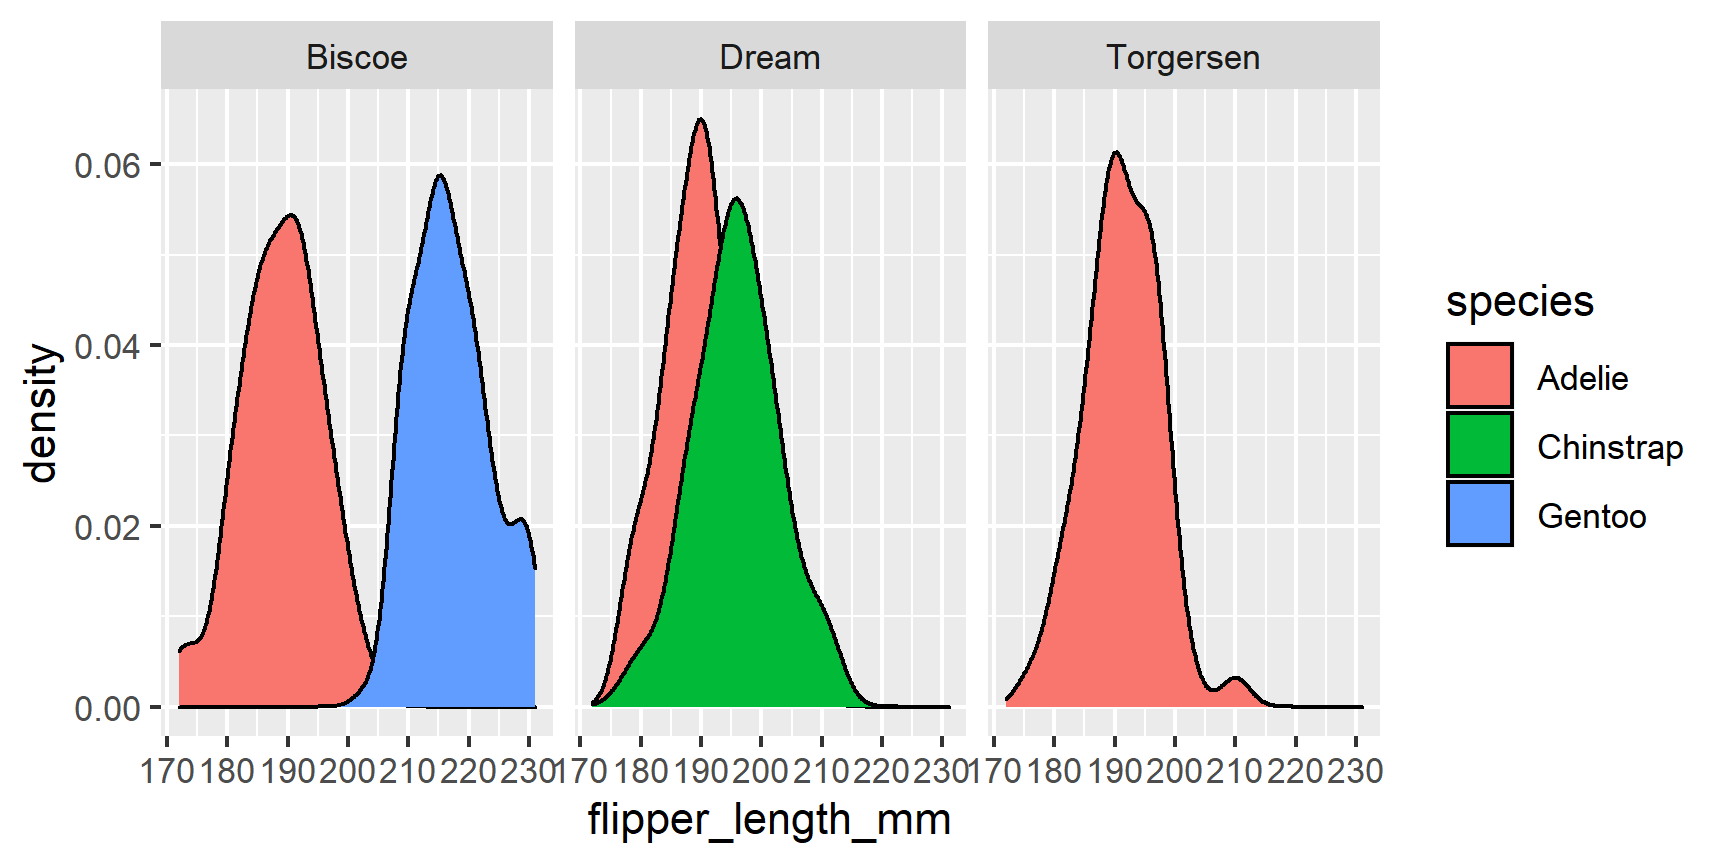 Biscoe Dream Torgersen
0.06
0.04
0.02
0.00
density
170 180 190 200 210 220 230 170 180 190 200 210 220 230 170 180 190 200 210 220 230
flipper_length_mm
species
Adelie
Chinstrap
Gentoo